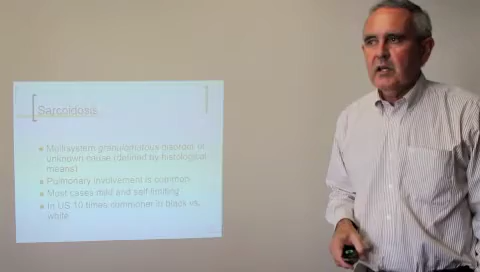 Sarcoidosis
Multisystem granulomatous disorder of
unknown cause (defined by histological
means)
Pulmonary involvement is common
Most cases mild and self-limiting
In US 10 times commoner in black vs.
white